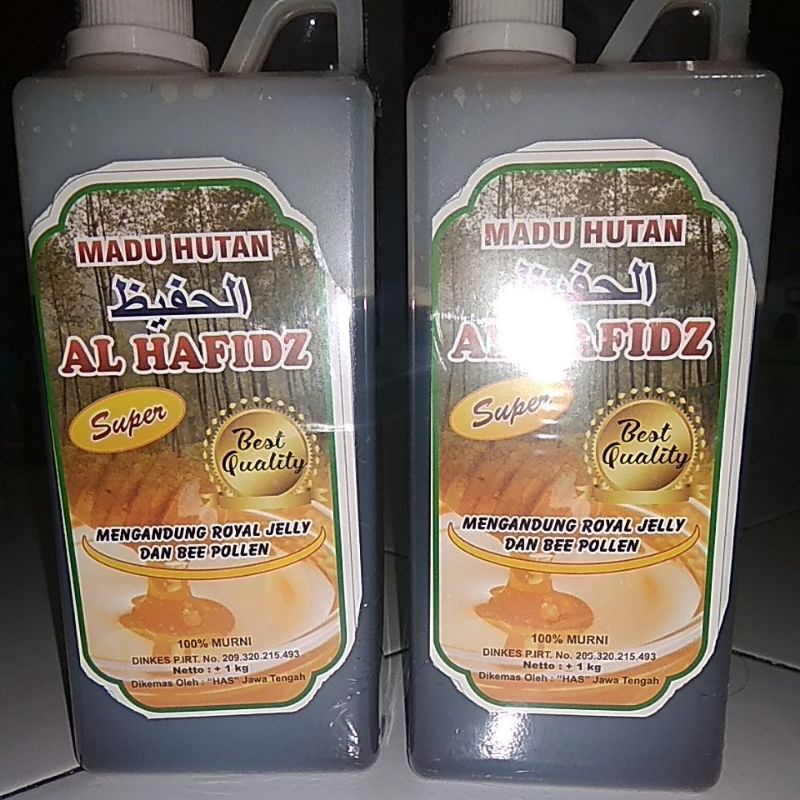 MADU HUTAN
الحفيظ
AL HAFIDZ
Super
Best
Quality
MENGANDUNG ROYAL JELLY
DAN BEE POLLEN
100% MURNI
DINKES P.IRT. No. 209.320.215.493
Netto : + 1 kg
Dikemas Oleh : "HAS" Jawa Tengah
MADU HUTAN
الحفيظ
AL HAFIDZ
Super
Best
Quality
MENGANDUNG ROYAL JELLY
DAN BEE POLLEN
100% MURNI
DINKES P.IRT. No. 209.320.215.493
Netto : + 1 kg
Dikemas Oleh : "HAS" Jawa Tengah